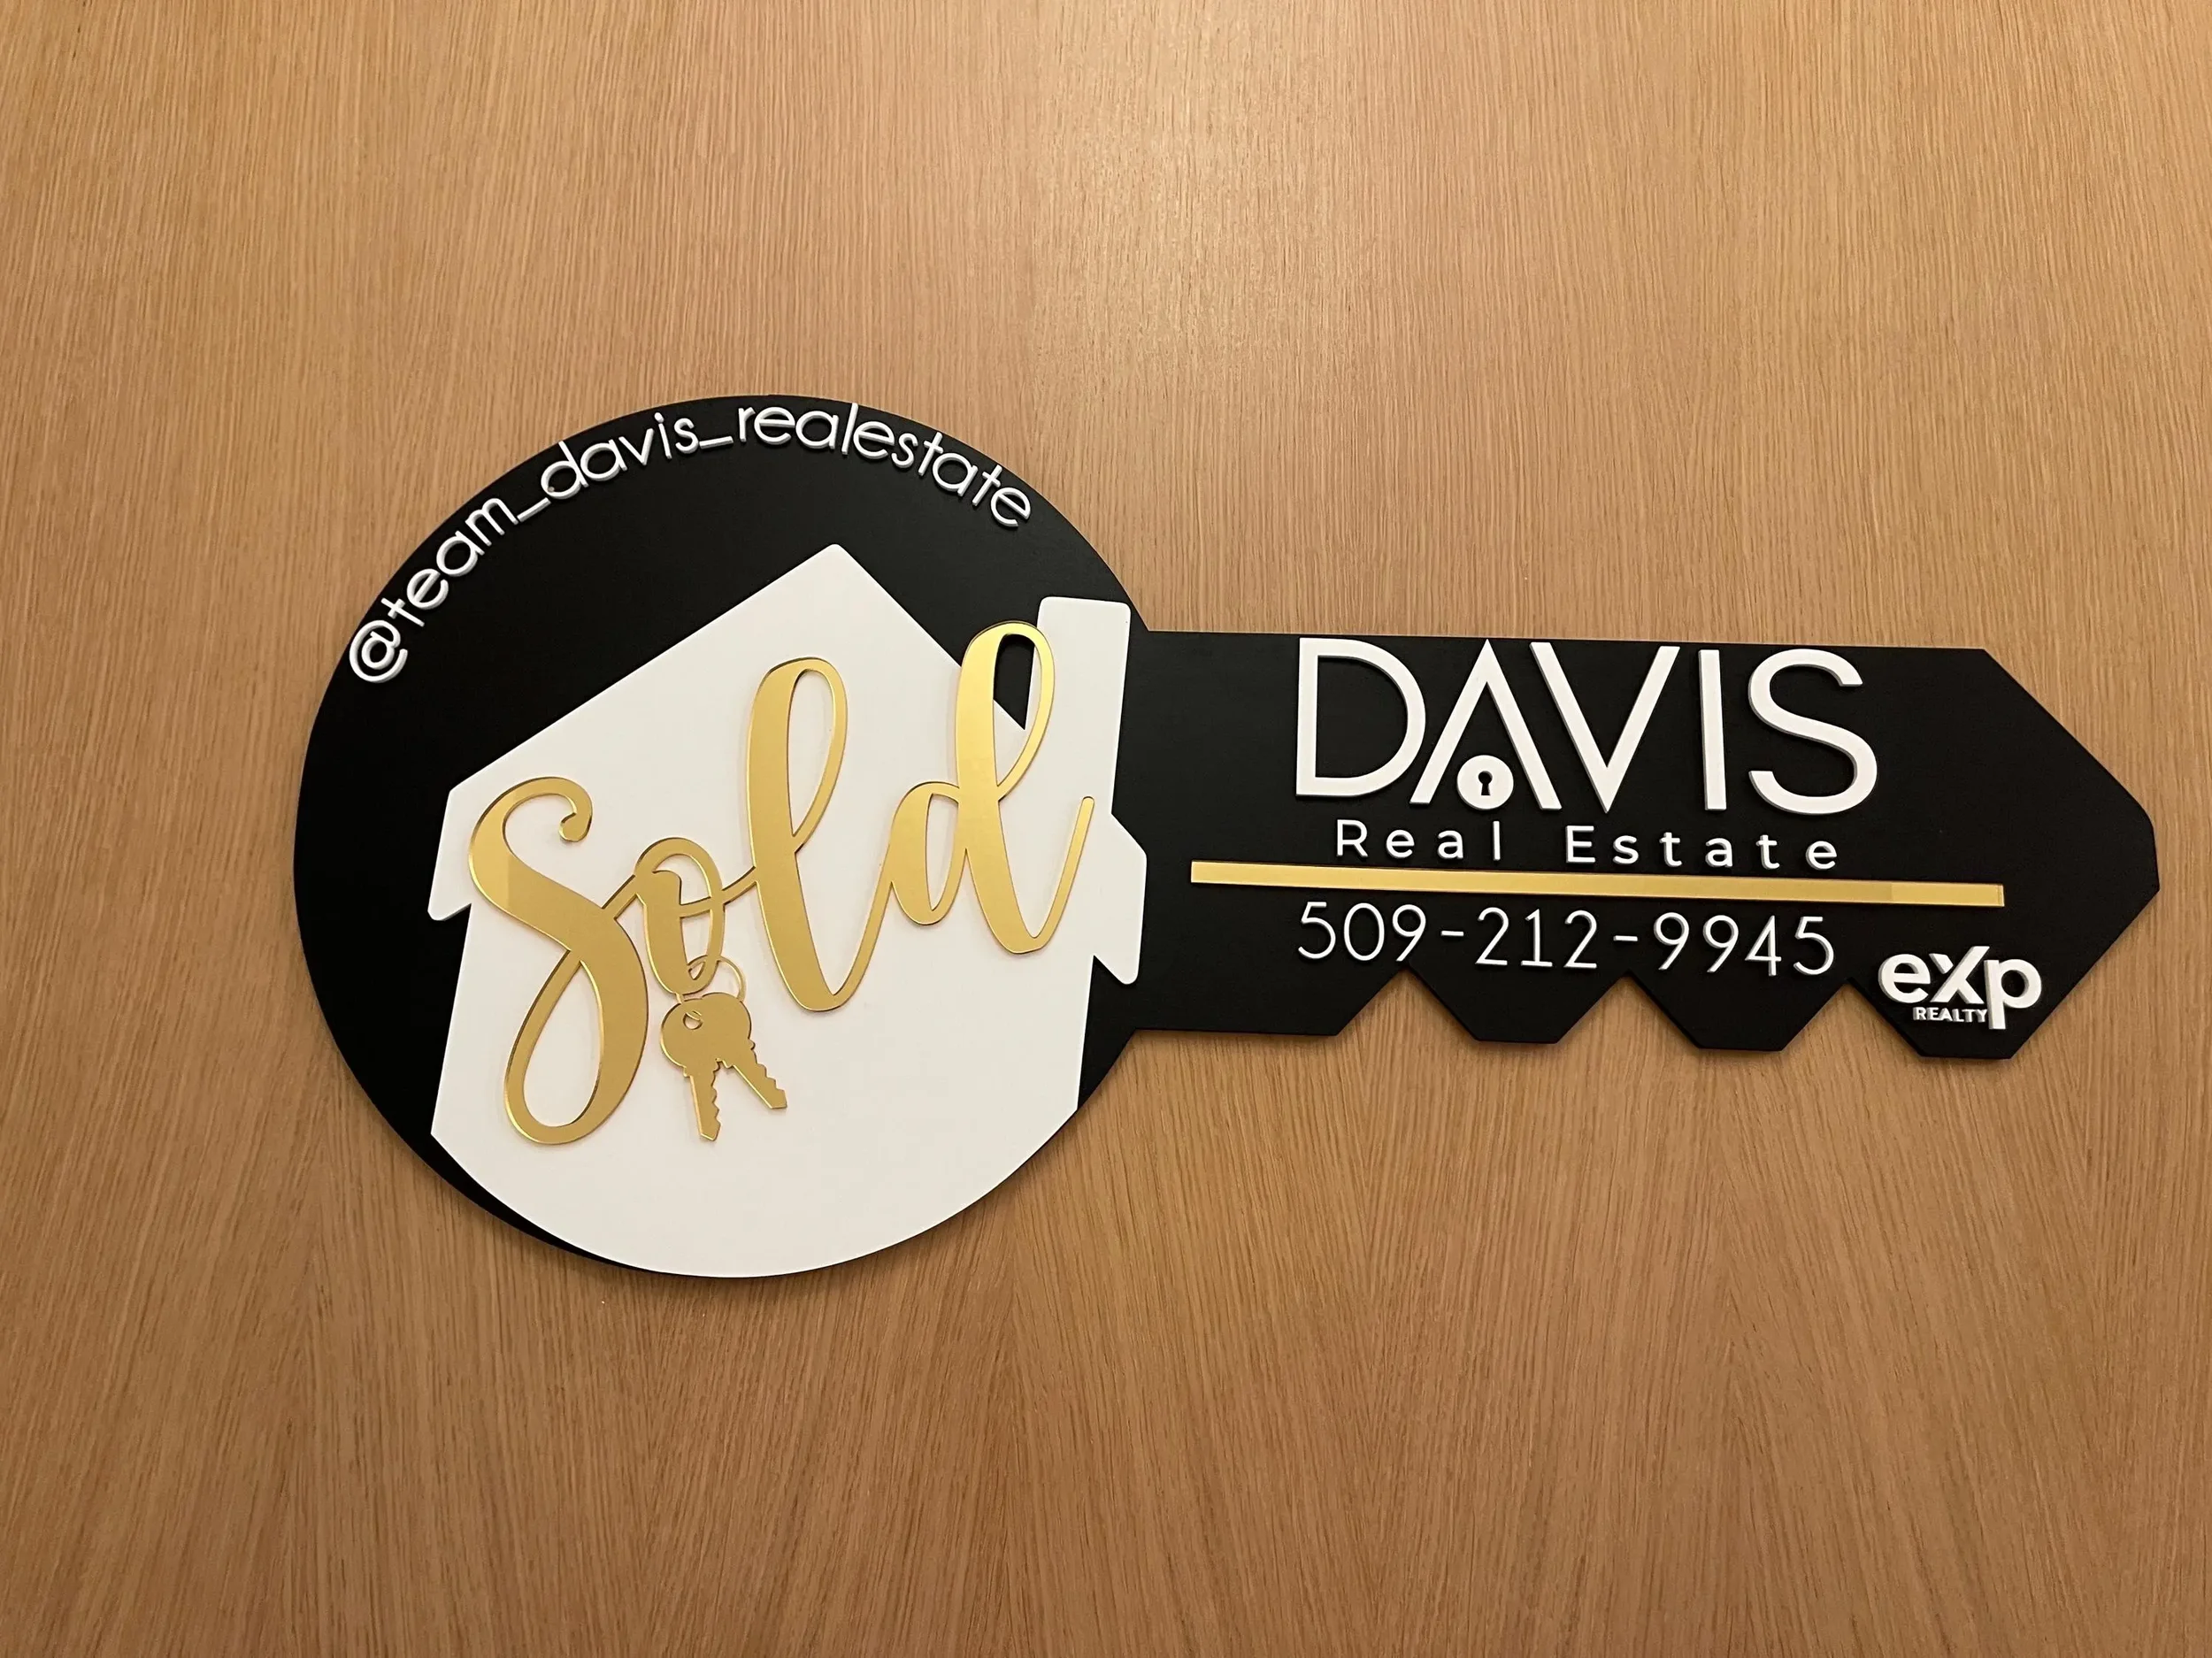 @team_davis_realestate
Sold
DAVIS
Real Estate
509-212-9945
exp
REALTY